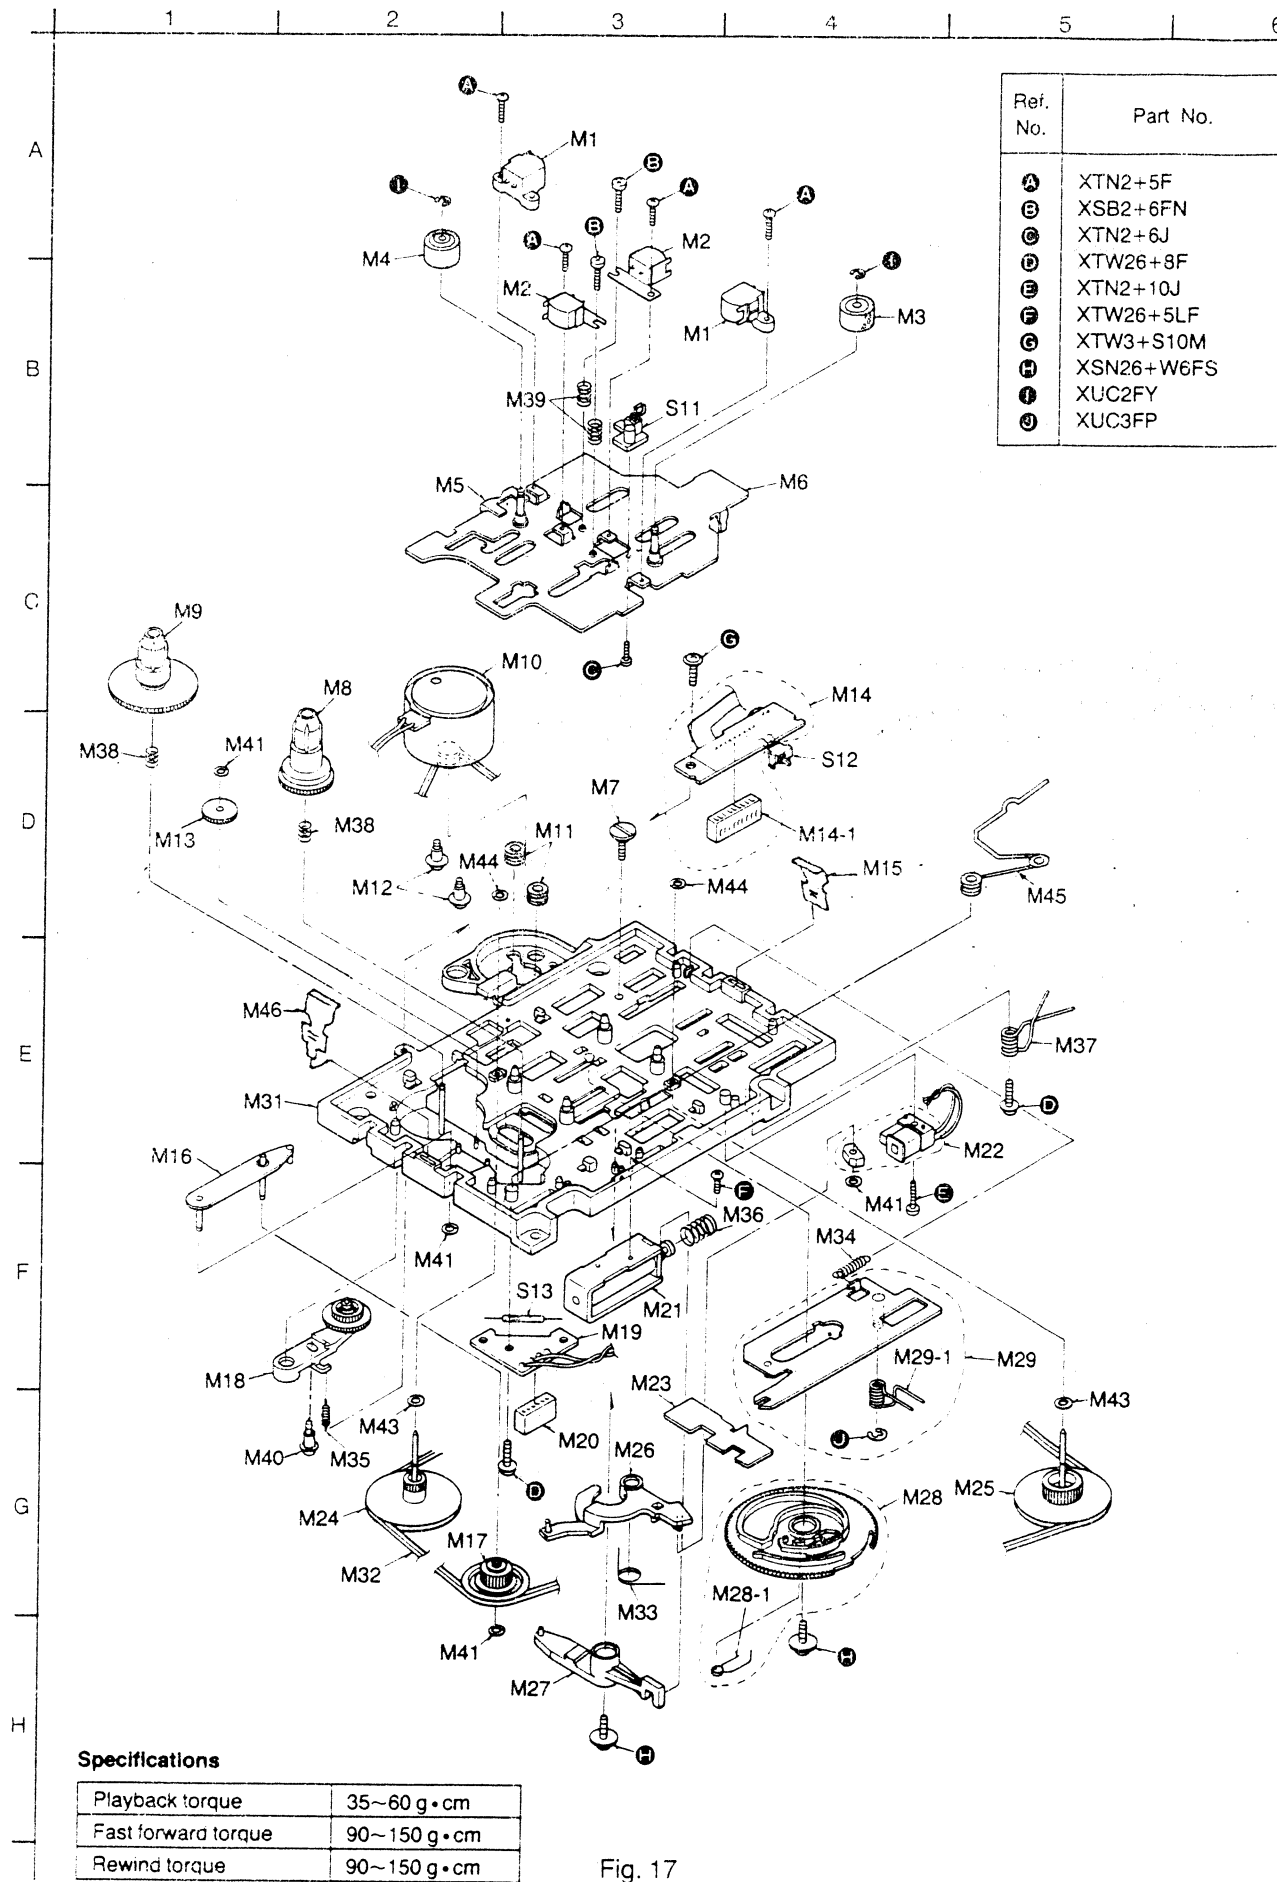 1 2 3 4 5 6
A
B
C
D
E
F
G
H
Ref. No. Part No.
A XTN2+5F
B XSB2+6FN
C XTN2+6J
D XTW26+8F
E XTN2+10J
F XTW26+5LF
G XTW3+S10M
H XSN26+W6FS
I XUC2FY
J XUC3FP
A
M1
B
A
A
I
M4
A
B
M2
I
M2
M1
M3
M39
S11
M5
M6
M9
G
M10
C
M8
M14
M38
M41
S12
M7
M13
M38
M11
M14-1
M12
M44
M44
M15
M45
M46
M37
M31
D
M16
M22
F
M41
E
M36
M41
M34
S13
M21
M19
M18
M29-1
M29
M23
M43
M43
M40
M35
M20
M26
J
D
M24
M28
M25
M17
M32
M33
M28-1
M41
H
M27
H
Specifications
Playback torque 35~60 g•cm
Fast forward torque 90~150 g•cm
Rewind torque 90~150 g•cm
Fig. 17